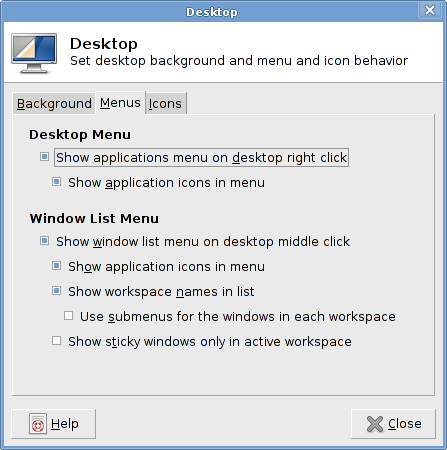 Desktop
Desktop
Set desktop background and menu and icon behavior
Background Menus Icons
Desktop Menu
Show applications menu on desktop right click
Show application icons in menu
Window List Menu
Show window list menu on desktop middle click
Show application icons in menu
Show workspace names in list
Use submenus for the windows in each workspace
Show sticky windows only in active workspace
Help Close